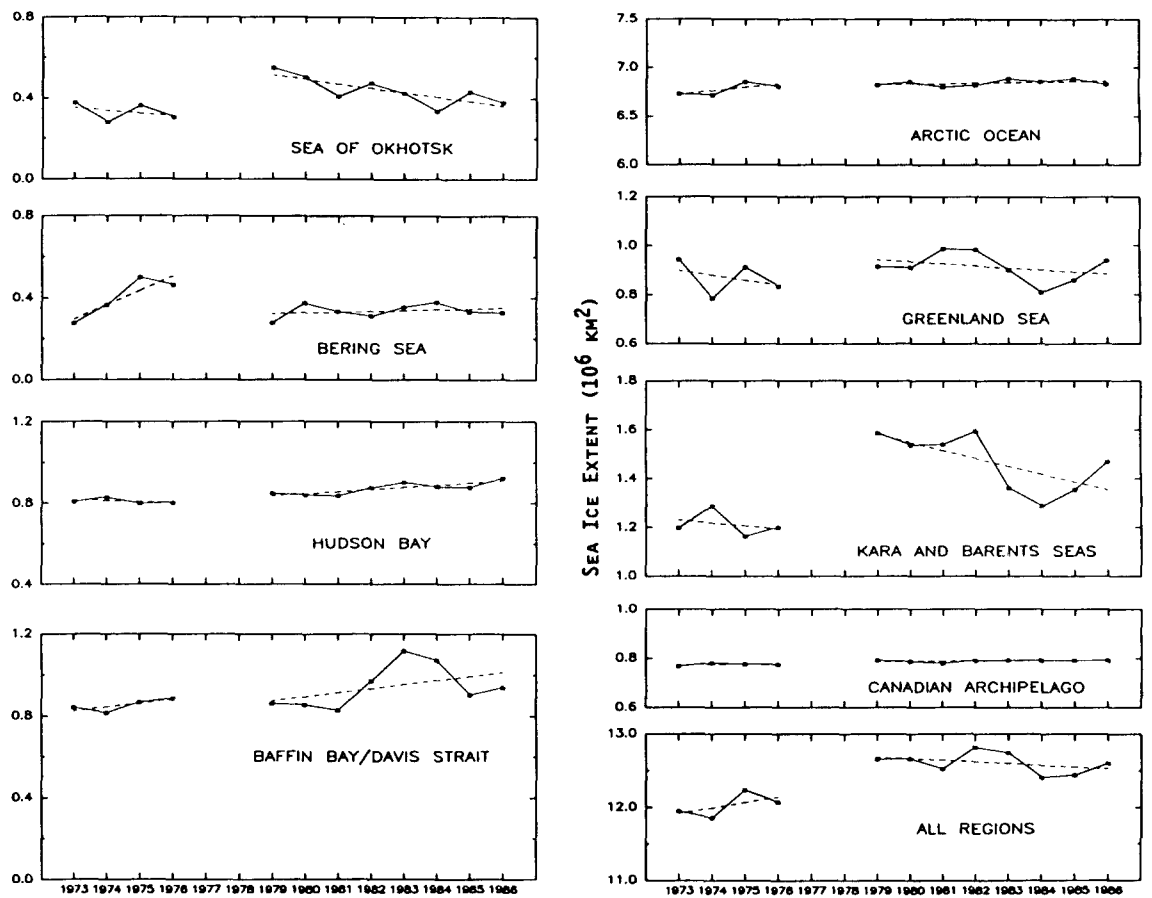 0.8
0.4
0.0
SEA OF OKHOTSK
0.8
0.4
0.0
BERING SEA
1.2
0.8
0.4
HUDSON BAY
1.2
0.8
0.4
0.0
BAFFIN BAY/DAVIS STRAIT
1973 1974 1975 1976 1977 1978 1979 1980 1981 1982 1983 1984 1985 1986
SEA ICE EXTENT (10⁶ KM²)
7.5
7.0
6.5
6.0
ARCTIC OCEAN
1.2
1.0
0.8
0.6
GREENLAND SEA
1.8
1.6
1.4
1.2
1.0
KARA AND BARENTS SEAS
1.0
0.8
0.6
CANADIAN ARCHIPELAGO
13.0
12.0
11.0
ALL REGIONS
1973 1974 1975 1976 1977 1978 1979 1980 1981 1982 1983 1984 1985 1986